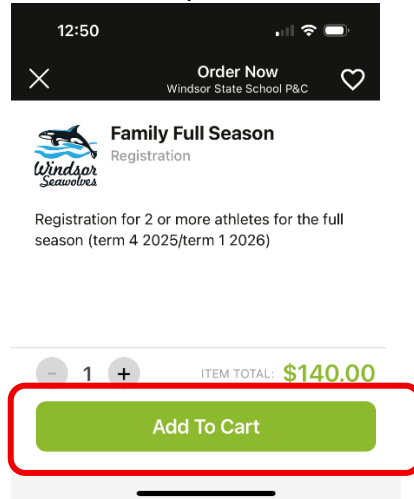 12:50
Order Now
Windsor State School P&C
Family Full Season
Registration
Windsor
Seawolves
Registration for 2 or more athletes for the full
season (term 4 2025/term 1 2026)
- 1 + ITEM TOTAL: $140.00
Add To Cart